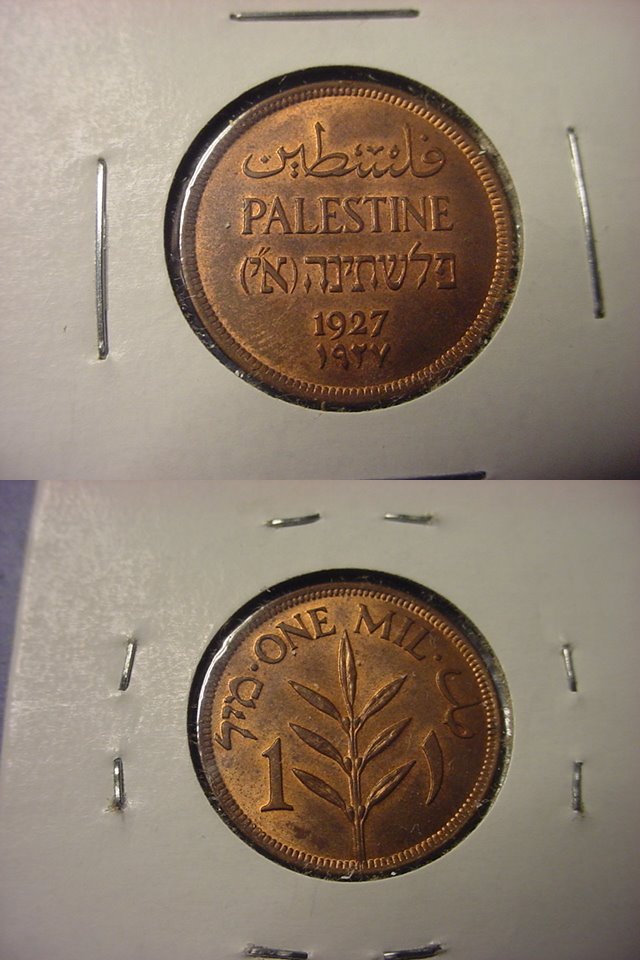 فلسطين
PALESTINE
פלשתינה (א״י)
1927
١٩٢٧
מיל · ONE MIL · مل
1 ١